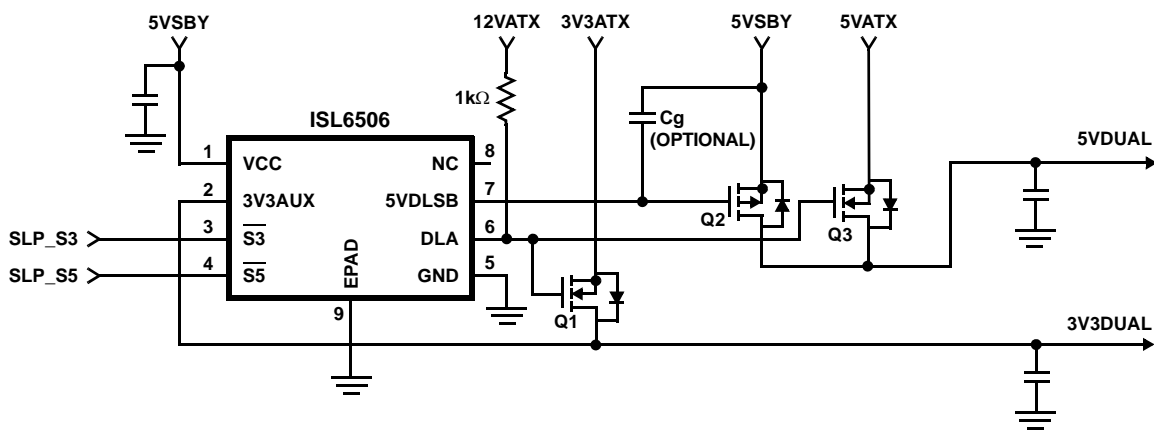 5VSBY
12VATX
3V3ATX
5VSBY
5VATX
1kΩ
Cg
(OPTIONAL)
ISL6506
1
VCC
NC
8
5VDUAL
2
3V3AUX
5VDLSB
7
Q2
Q3
SLP_S3
3
S3
DLA
6
SLP_S5
4
S5
GND
5
EPAD
9
Q1
3V3DUAL